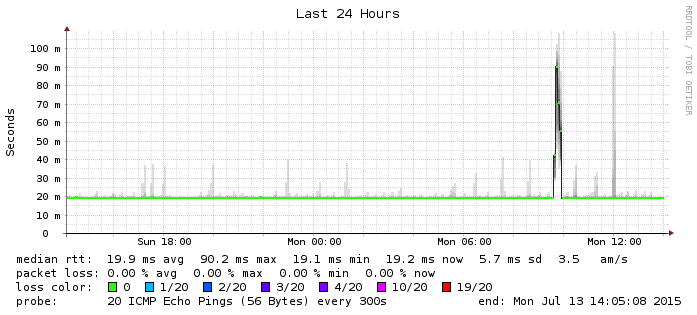 Last 24 Hours
RRDTOOL / TOBI OETIKER
Seconds
100 m
90 m
80 m
70 m
60 m
50 m
40 m
30 m
20 m
10 m
0
Sun 18:00 Mon 00:00 Mon 06:00 Mon 12:00
median rtt: 19.9 ms avg 90.2 ms max 19.1 ms min 19.2 ms now 5.7 ms sd 3.5 am/s
packet loss: 0.00 % avg 0.00 % max 0.00 % min 0.00 % now
loss color: 0 1/20 2/20 3/20 4/20 10/20 19/20
probe: 20 ICMP Echo Pings (56 Bytes) every 300s end: Mon Jul 13 14:05:08 2015